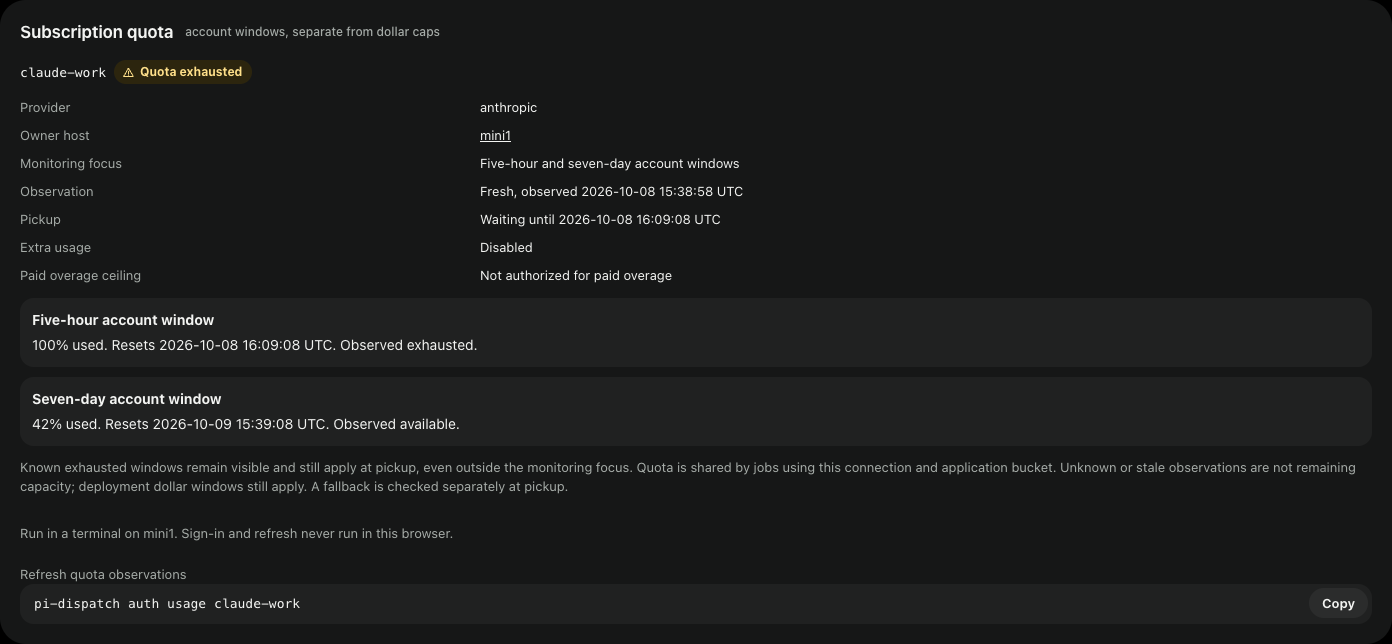 Subscription quota account windows, separate from dollar caps
claude-work ⚠ Quota exhausted
Provider anthropic
Owner host mini1
Monitoring focus Five-hour and seven-day account windows
Observation Fresh, observed 2026-10-08 15:38:58 UTC
Pickup Waiting until 2026-10-08 16:09:08 UTC
Extra usage Disabled
Paid overage ceiling Not authorized for paid overage
Five-hour account window
100% used. Resets 2026-10-08 16:09:08 UTC. Observed exhausted.
Seven-day account window
42% used. Resets 2026-10-09 15:39:08 UTC. Observed available.
Known exhausted windows remain visible and still apply at pickup, even outside the monitoring focus. Quota is shared by jobs using this connection and application bucket. Unknown or stale observations are not remaining
capacity; deployment dollar windows still apply. A fallback is checked separately at pickup.
Run in a terminal on mini1. Sign-in and refresh never run in this browser.
Refresh quota observations
pi-dispatch auth usage claude-work Copy